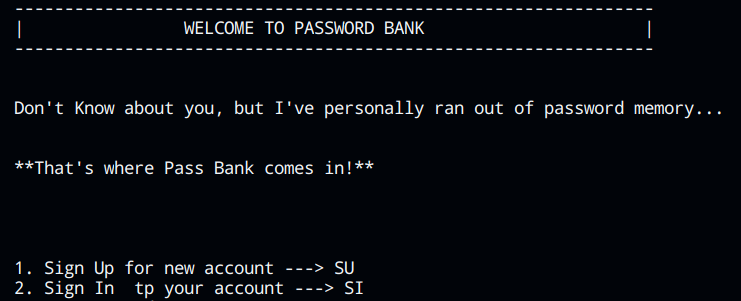 ----------------------------------------------------------------
|                WELCOME TO PASSWORD BANK                      |
----------------------------------------------------------------
Don't Know about you, but I've personally ran out of password memory...
**That's where Pass Bank comes in!**
1. Sign Up for new account ---> SU
2. Sign In  tp your account ---> SI